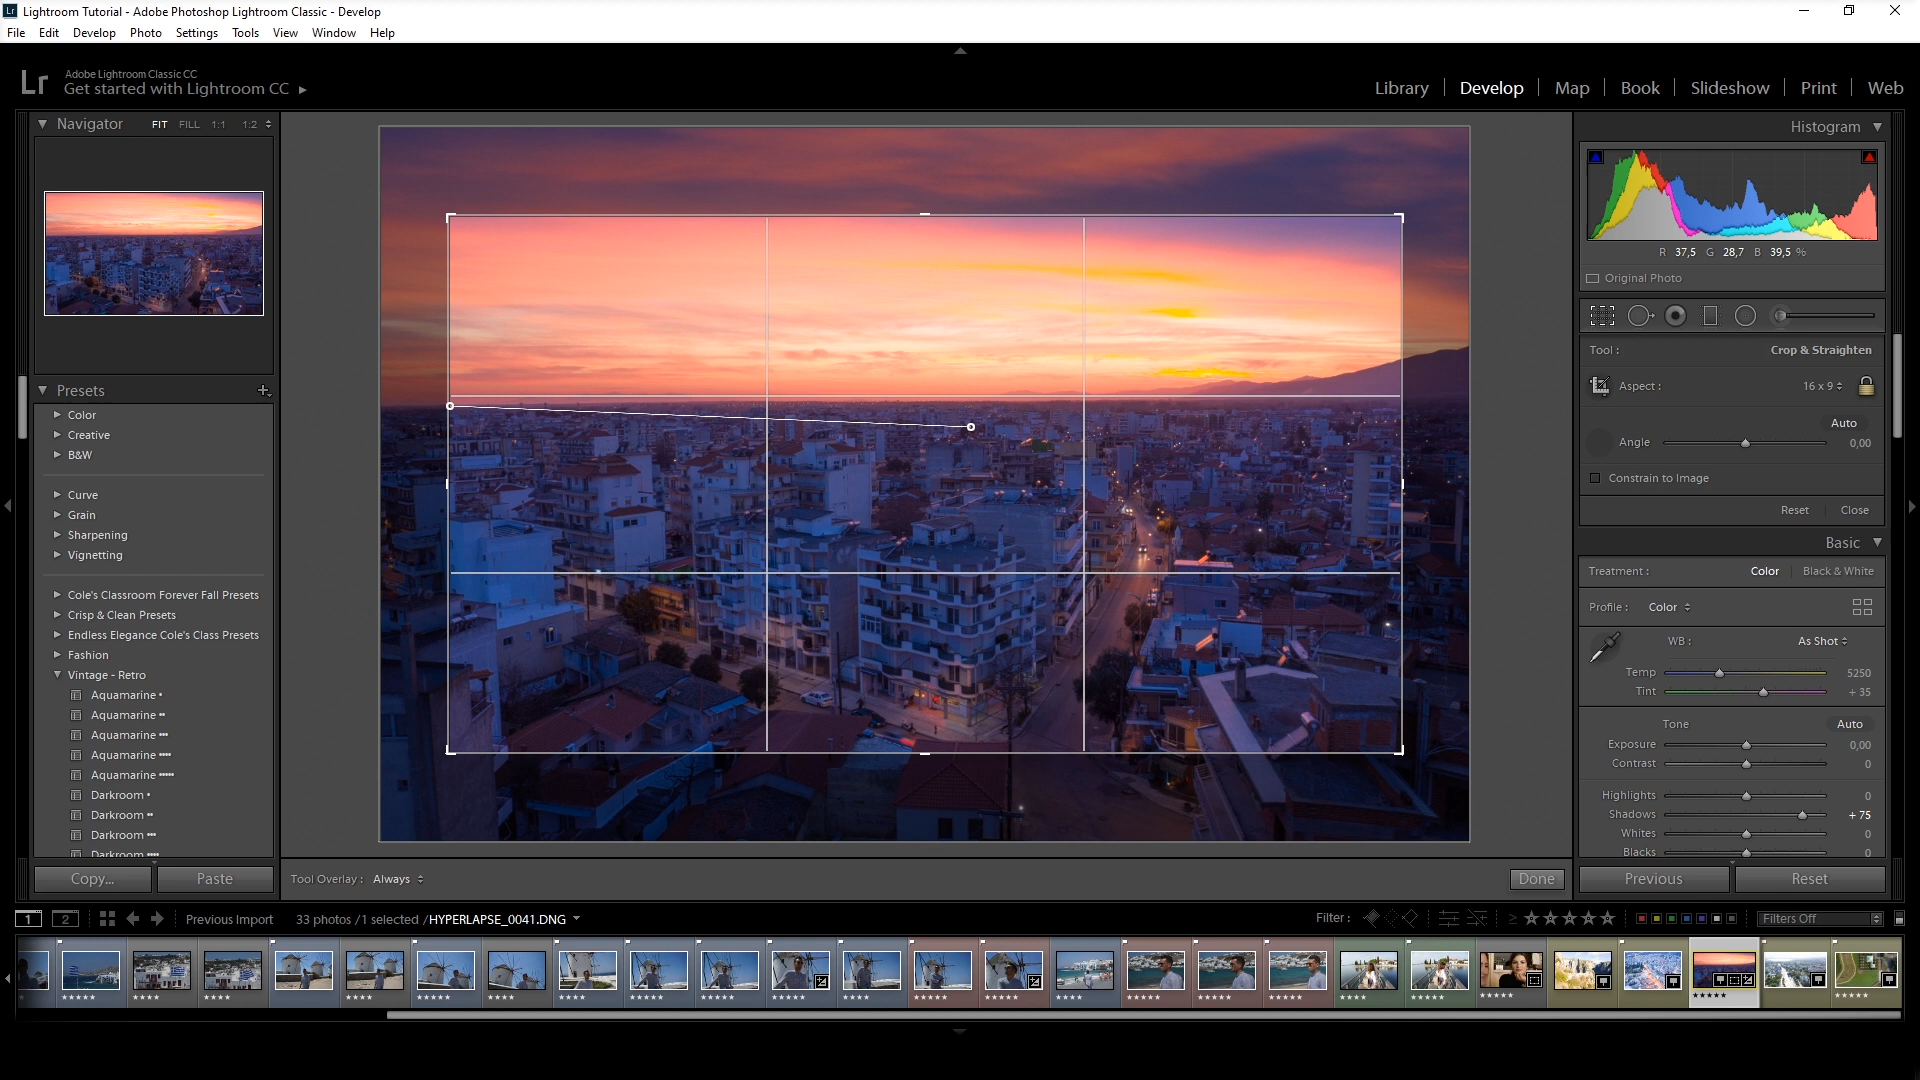 Lr Lightroom Tutorial - Adobe Photoshop Lightroom Classic - Develop
File Edit Develop Photo Settings Tools View Window Help
Lr Adobe Lightroom Classic CC
Get started with Lightroom CC
Library Develop Map Book Slideshow Print Web
Navigator FIT FILL 1:1 1:2
Presets
Color
Creative
B&W
Curve
Grain
Sharpening
Vignetting
Cole's Classroom Forever Fall Presets
Crisp & Clean Presets
Endless Elegance Cole's Class Presets
Fashion
Vintage - Retro
Aquamarine •
Aquamarine ••
Aquamarine •••
Aquamarine ••••
Aquamarine •••••
Darkroom •
Darkroom ••
Darkroom •••
Darkroom ••••
Copy... Paste
Tool Overlay : Always
Done
Histogram
R 37,5 G 28,7 B 39,5 %
Original Photo
Tool : Crop & Straighten
Aspect : 16 x 9
Auto
Angle 0,00
Constrain to Image
Reset Close
Basic
Treatment : Color Black & White
Profile : Color
WB : As Shot
Temp 5250
Tint + 35
Tone Auto
Exposure 0,00
Contrast 0
Highlights 0
Shadows + 75
Whites 0
Blacks 0
Previous Reset
1 2 Previous Import 33 photos /1 selected /HYPERLAPSE_0041.DNG
Filter : ≥ Filters Off